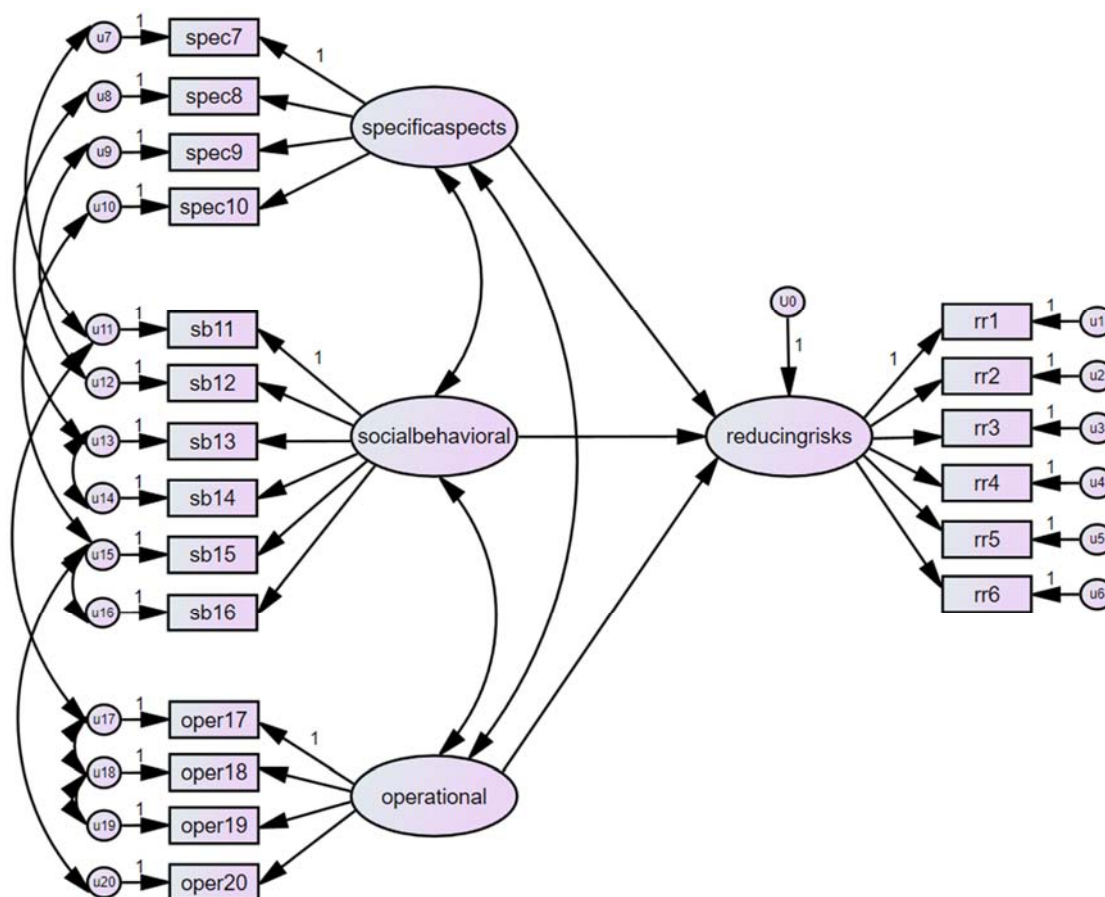 u7 1 spec7
1
u8 1 spec8
specificaspects
u9 1 spec9
u10 1 spec10
u11 1 sb11
1
u12 1 sb12
u13 1 sb13
socialbehavioral
u14 1 sb14
u15 1 sb15
u16 1 sb16
u17 1 oper17
1
u18 1 oper18
operational
u19 1 oper19
u20 1 oper20
U0
1
reducingrisks
1
rr1 1 u1
rr2 1 u2
rr3 1 u3
rr4 1 u4
rr5 1 u5
rr6 1 u6